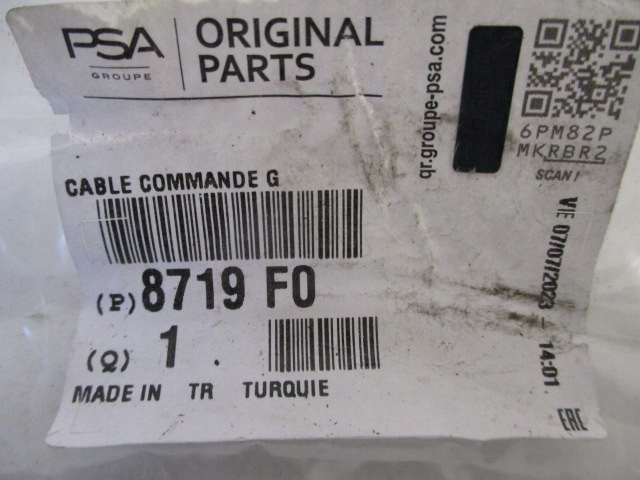 PSA
GROUPE
ORIGINAL
PARTS
qr.groupe-psa.com
6PM82P
MKRBR2
SCAN!
CABLE COMMANDE G
(P) 8719 F0
(Q) 1
MADE IN TR TURQUIE
VIE 07/07/2023 - 14:01
EAC